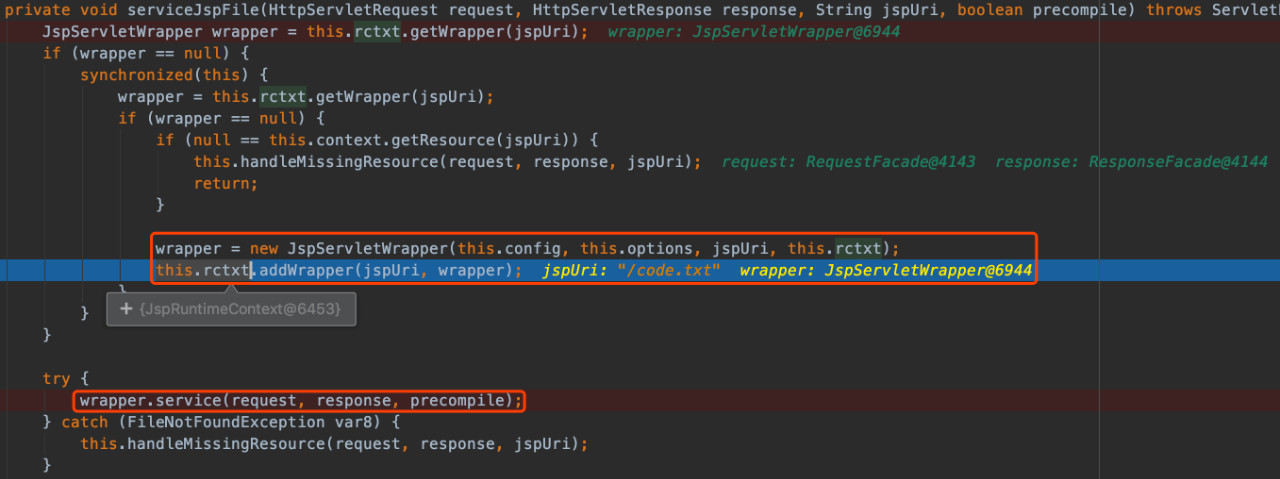 private void serviceJspFile(HttpServletRequest request, HttpServletResponse response, String jspUri, boolean precompile) throws Servlet
JspServletWrapper wrapper = this.rctxt.getWrapper(jspUri); wrapper: JspServletWrapper@6944
if (wrapper == null) {
synchronized(this) {
wrapper = this.rctxt.getWrapper(jspUri);
if (wrapper == null) {
if (null == this.context.getResource(jspUri)) {
this.handleMissingResource(request, response, jspUri); request: RequestFacade@4143 response: ResponseFacade@4144
return;
}
wrapper = new JspServletWrapper(this.config, this.options, jspUri, this.rctxt);
this.rctxt.addWrapper(jspUri, wrapper); jspUri: "/code.txt" wrapper: JspServletWrapper@6944
}
+ {JspRuntimeContext@6453}
}
}
try {
wrapper.service(request, response, precompile);
} catch (FileNotFoundException var8) {
this.handleMissingResource(request, response, jspUri);
}